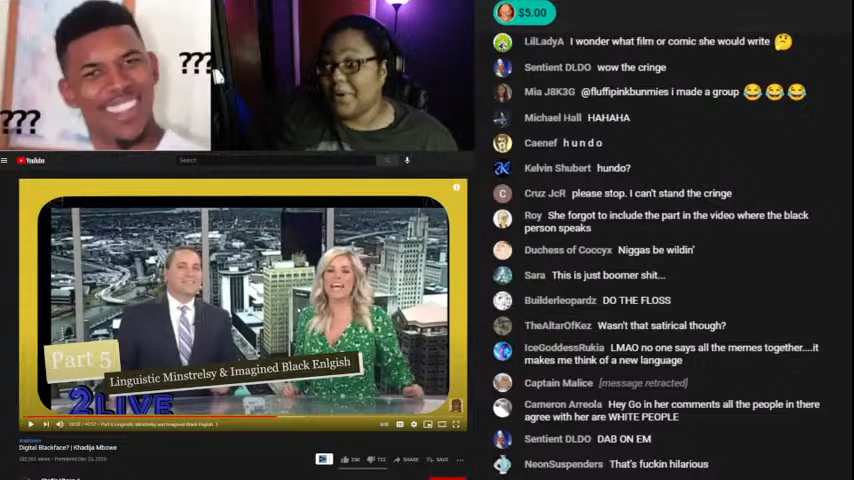 ???
???
YouTube
Search
Part 5
Linguistic Minstrelsy & Imagined Black Enlgish
2LIVE
Digital Blackface? | Khadija Mbowe
SHARE
SAVE
$5.00
LilLadyA I wonder what film or comic she would write 🤔
Sentient DLDO wow the cringe
Mia J8K3G @fluffipinkbunmies i made a group 😂 😂 😂
Michael Hall HAHAHA
Caenef h u n d o
Kelvin Shubert hundo?
C Cruz JcR please stop. I can't stand the cringe
Roy She forgot to include the part in the video where the black
person speaks
Duchess of Coccyx Niggas be wildin'
Sara This is just boomer shit...
Builderleopardz DO THE FLOSS
TheAltarOfKez Wasn't that satirical though?
IceGoddessRukia LMAO no one says all the memes together....it
makes me think of a new language
Captain Malice [message retracted]
Cameron Arreola Hey Go in her comments all the people in there
agree with her are WHITE PEOPLE
Sentient DLDO DAB ON EM
NeonSuspenders That's fuckin hilarious